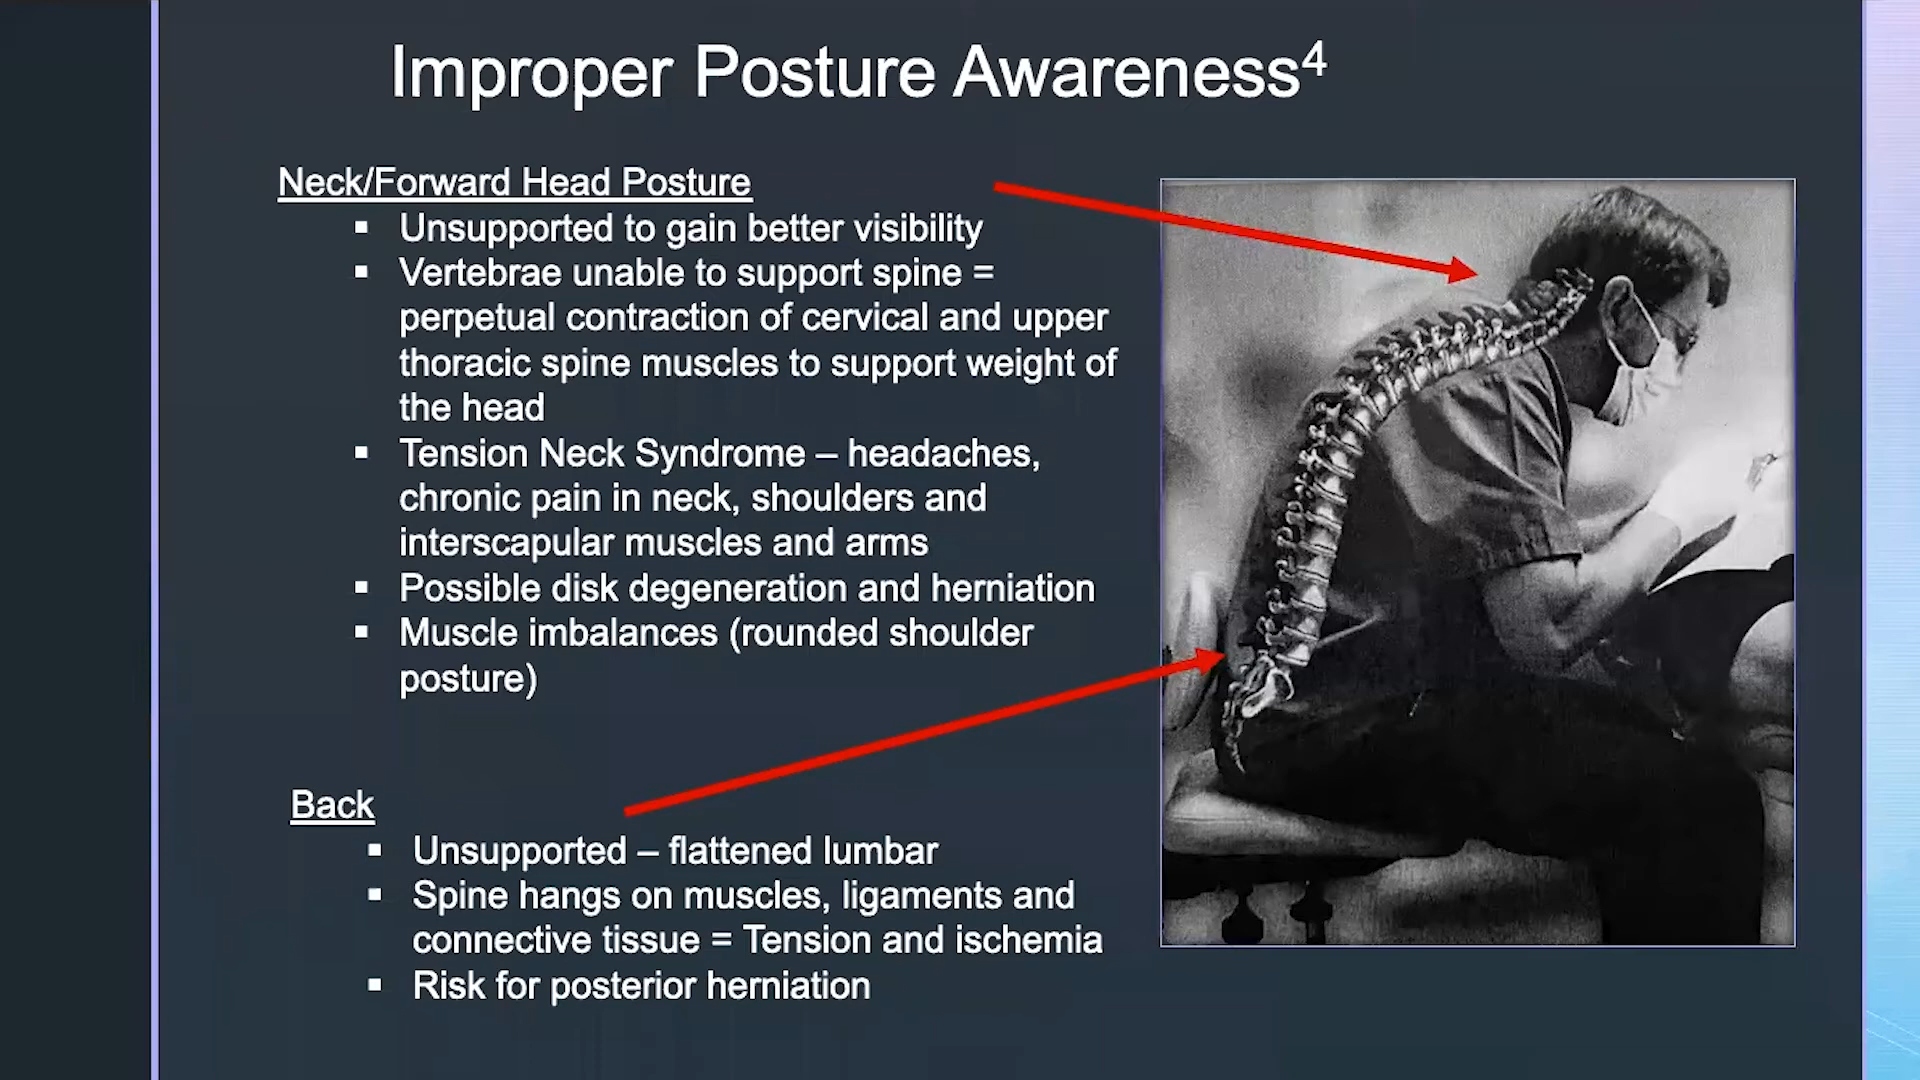 Improper Posture Awareness⁴
Neck/Forward Head Posture
▪ Unsupported to gain better visibility
▪ Vertebrae unable to support spine =
perpetual contraction of cervical and upper
thoracic spine muscles to support weight of
the head
▪ Tension Neck Syndrome – headaches,
chronic pain in neck, shoulders and
interscapular muscles and arms
▪ Possible disk degeneration and herniation
▪ Muscle imbalances (rounded shoulder
posture)
Back
▪ Unsupported – flattened lumbar
▪ Spine hangs on muscles, ligaments and
connective tissue = Tension and ischemia
▪ Risk for posterior herniation